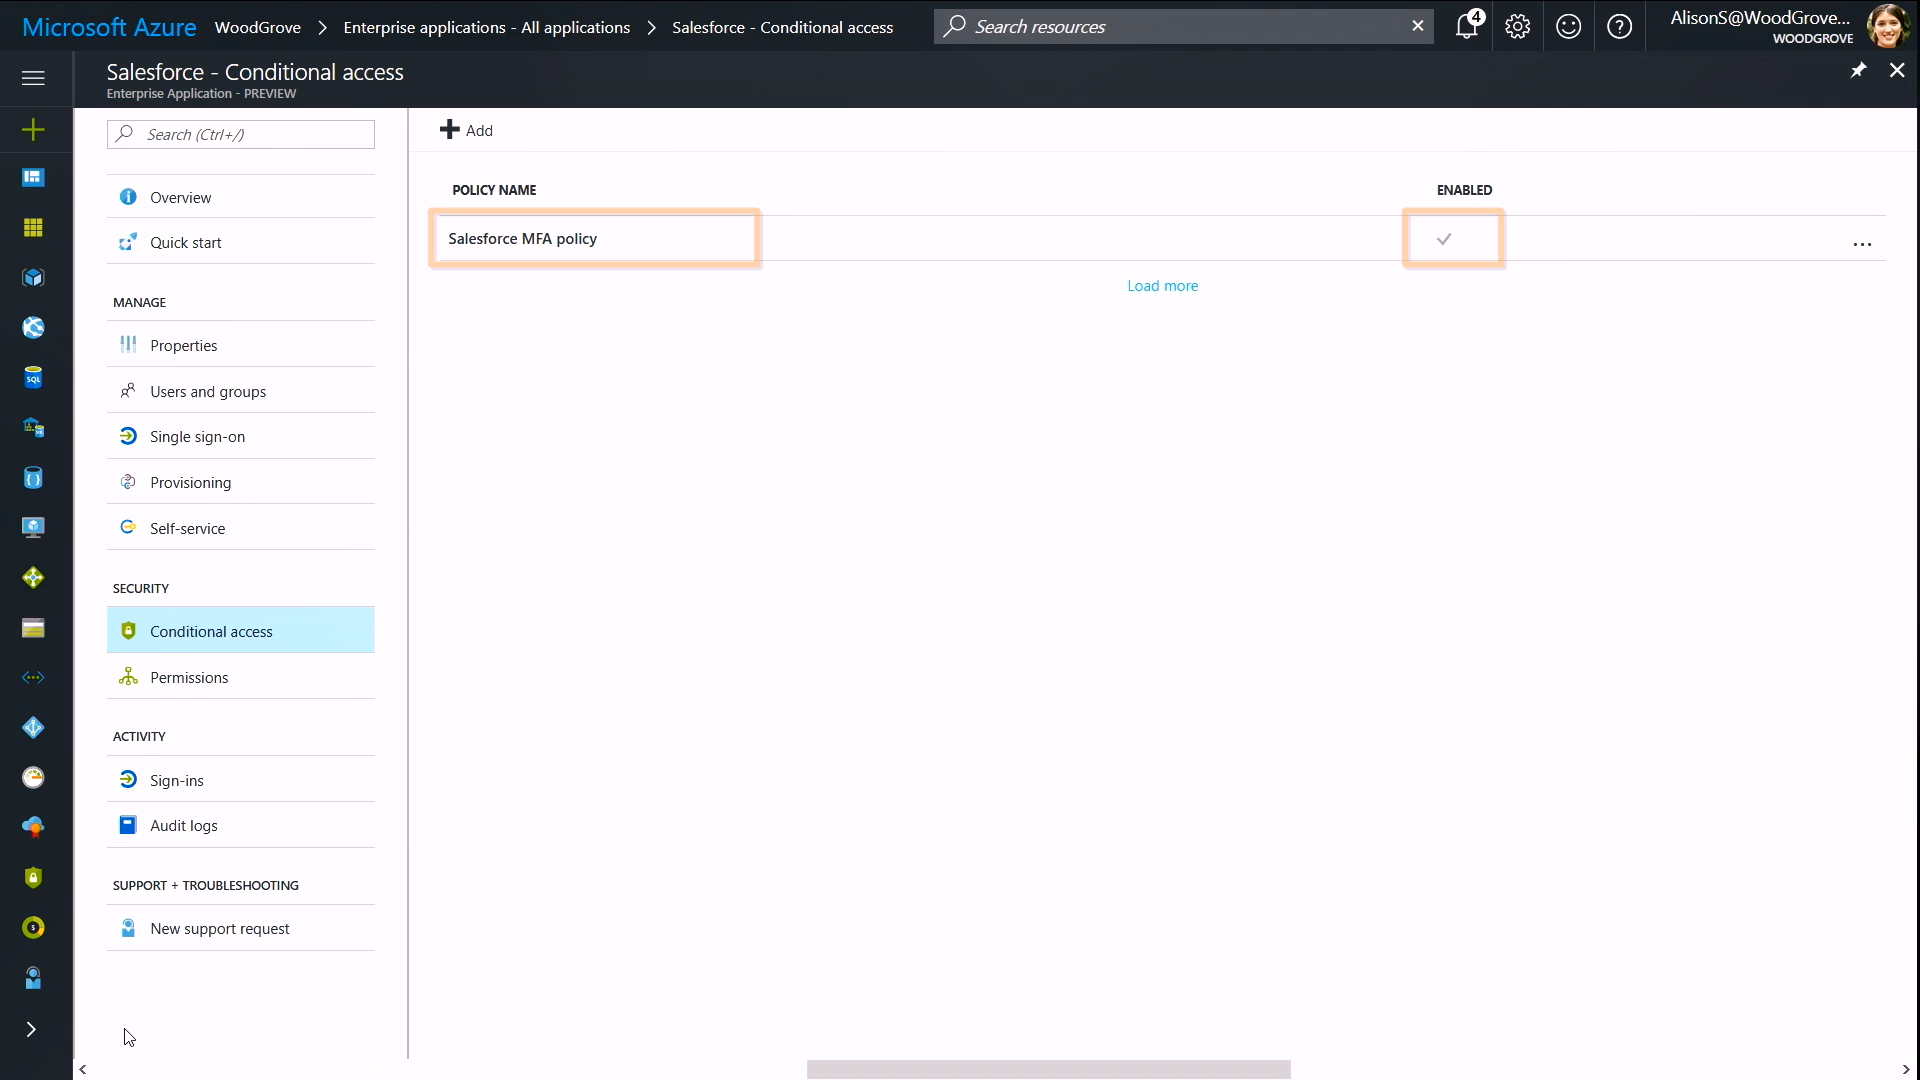 Microsoft Azure WoodGrove > Enterprise applications - All applications > Salesforce - Conditional access
Search resources
4
AlisonS@WoodGrove...
WOODGROVE
Salesforce - Conditional access
Enterprise Application - PREVIEW
Search (Ctrl+/)
Overview
Quick start
MANAGE
Properties
Users and groups
Single sign-on
Provisioning
Self-service
SECURITY
Conditional access
Permissions
ACTIVITY
Sign-ins
Audit logs
SUPPORT + TROUBLESHOOTING
New support request
Add
POLICY NAME ENABLED
Salesforce MFA policy ...
Load more
SQL